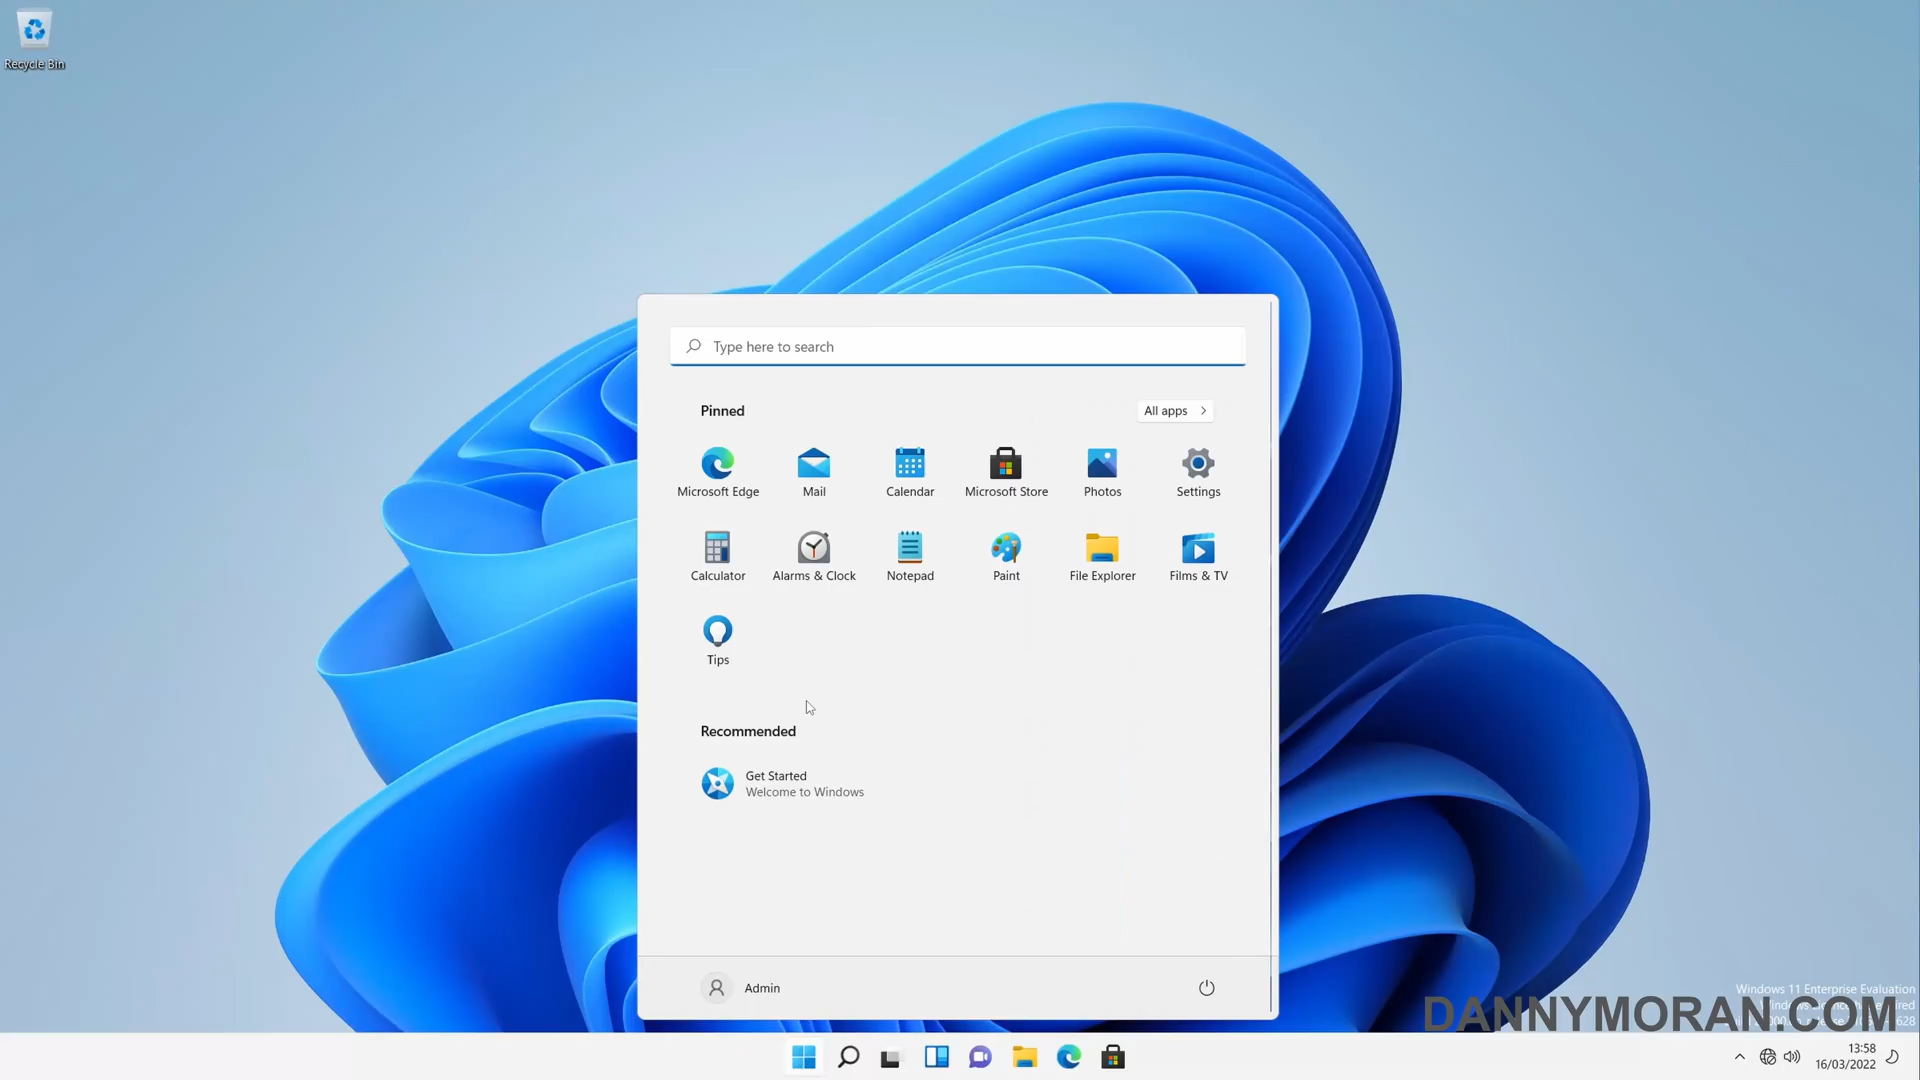 Recycle Bin
Type here to search
Pinned
All apps
Microsoft Edge
Mail
Calendar
Microsoft Store
Photos
Settings
Calculator
Alarms & Clock
Notepad
Paint
File Explorer
Films & TV
Tips
Recommended
Get Started
Welcome to Windows
Admin
Windows 11 Enterprise Evaluation
DANNYMORAN.COM
13:58
16/03/2022